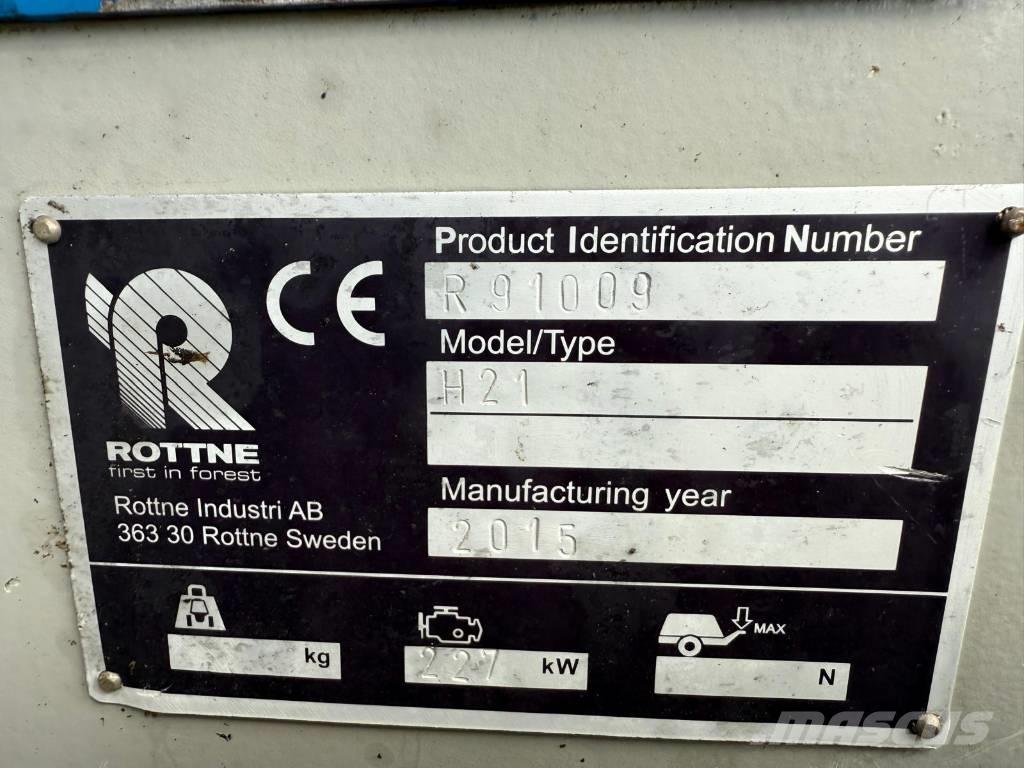 Product Identification Number
R91009
Model/Type
H21
ROTTNE
first in forest
Manufacturing year
Rottne Industri AB
363 30 Rottne Sweden
2015
CE
kg
227 kW
MAX
N
R
MASCUS